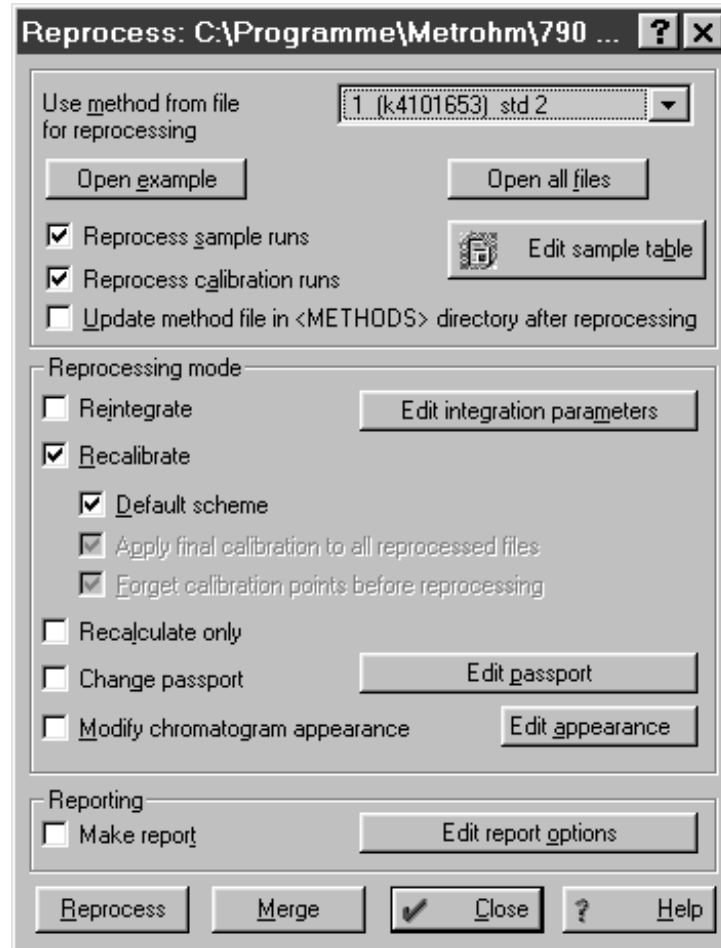 Reprocess: C:\Programme\Metrohm\790 ... ? X
Use method from file
for reprocessing
1 (k4101653) std 2
Open example
Open all files
Reprocess sample runs
Edit sample table
Reprocess calibration runs
Update method file in <METHODS> directory after reprocessing
Reprocessing mode
Reintegrate
Edit integration parameters
Recalibrate
Default scheme
Apply final calibration to all reprocessed files
Forget calibration points before reprocessing
Recalculate only
Change passport
Edit passport
Modify chromatogram appearance
Edit appearance
Reporting
Make report
Edit report options
Reprocess
Merge
Close
? Help